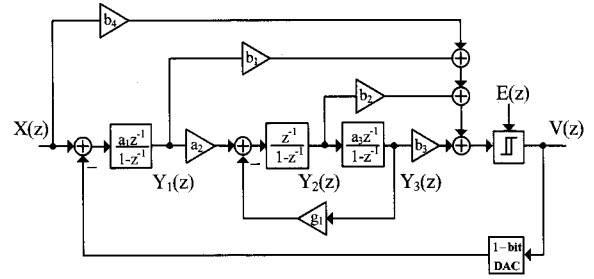 b₄
b₁
b₂
E(z)
X(z)
V(z)
a₁z⁻¹
1-z⁻¹
a₂
z⁻¹
1-z⁻¹
a₃z⁻¹
1-z⁻¹
b₃
Y₁(z)
Y₂(z)
Y₃(z)
g₁
1-bit
DAC